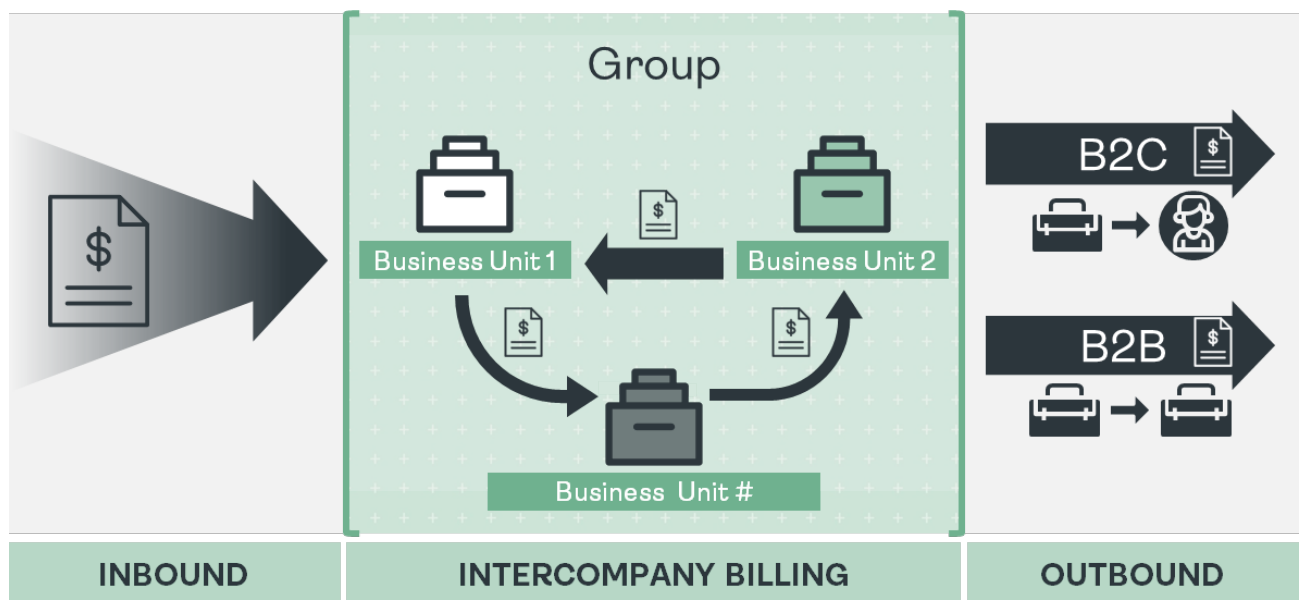 Group
$
$
$
Business Unit 1
Business Unit 2
$
$
Business Unit #
B2C
$
B2B
$
INBOUND
INTERCOMPANY BILLING
OUTBOUND